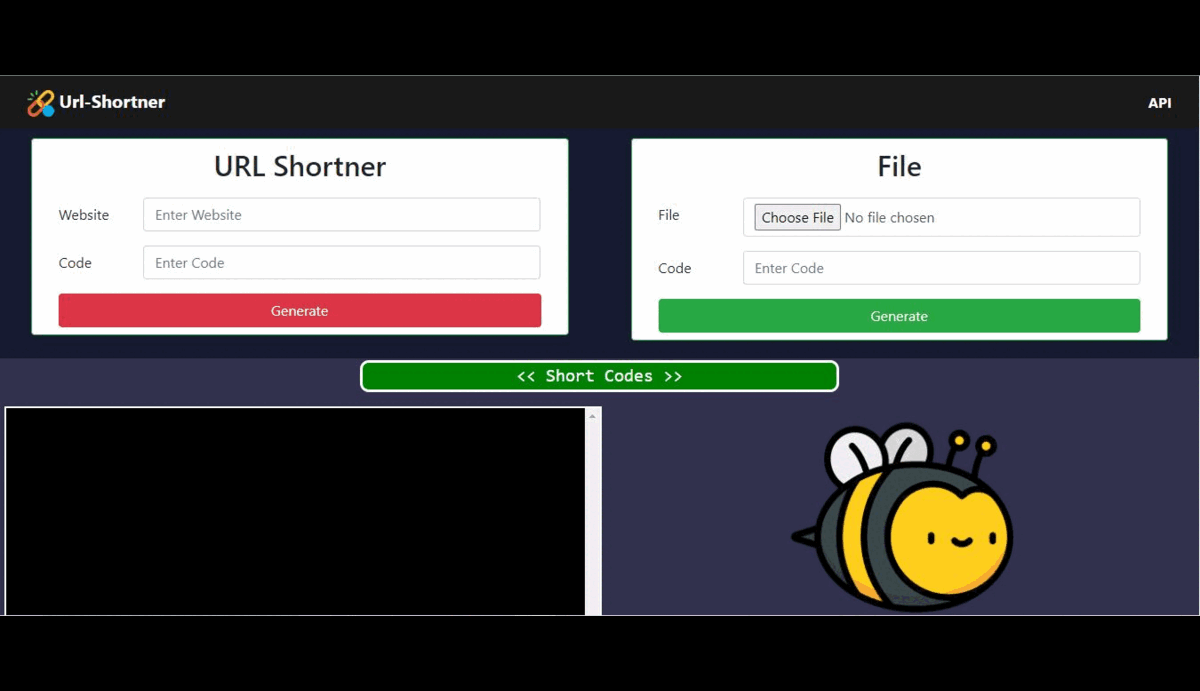 Url-Shortner
API
URL Shortner
Website
Enter Website
Code
Enter Code
Generate
File
File
Choose File No file chosen
Code
Enter Code
Generate
<< Short Codes >>